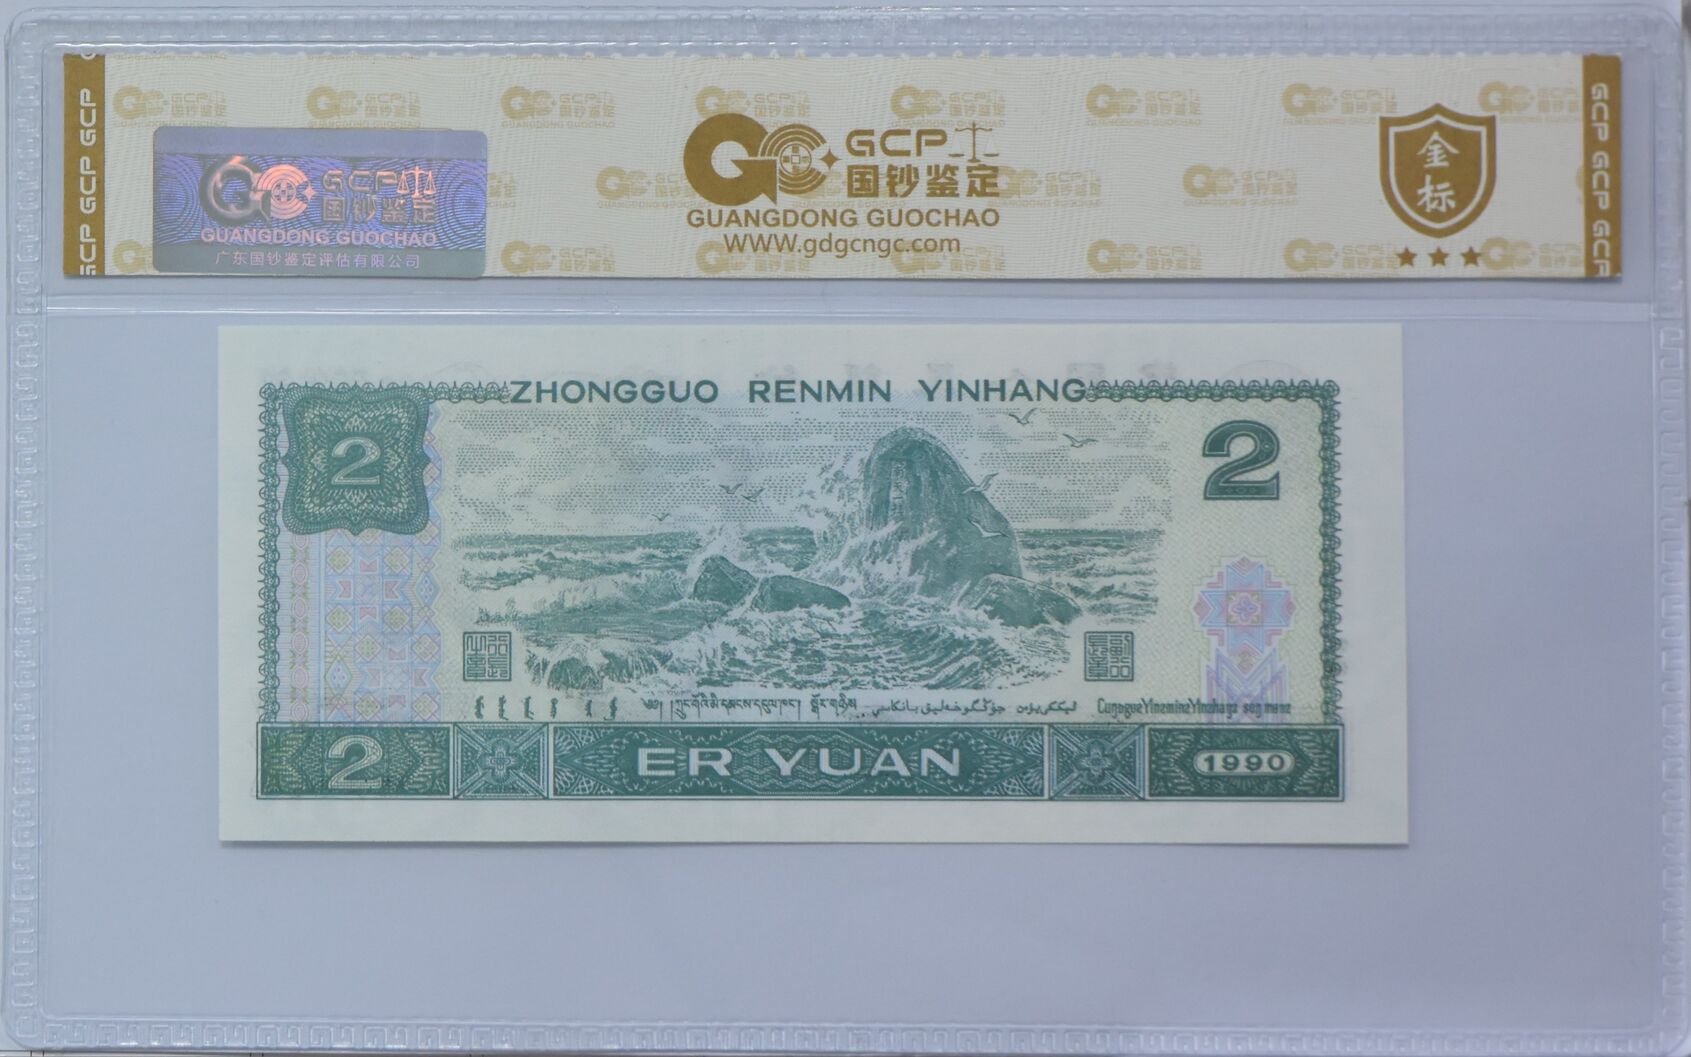 GCP GCP GCP
GCP
国钞鉴定
GUANGDONG GUOCHAO
广东国钞鉴定评估有限公司
GCP
国钞鉴定
GUANGDONG GUOCHAO
WWW.gdgcngc.com
金标
GCP GCP GCP
ZHONGGUO RENMIN YINHANG
2
2
2
ER YUAN
1990